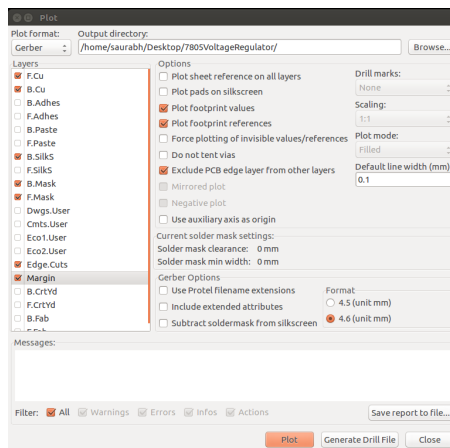 Plot
Plot format:
Output directory:
Gerber
/home/saurabh/Desktop/7805VoltageRegulator/
Browse...
Layers
F.Cu
B.Cu
B.Adhes
F.Adhes
B.Paste
F.Paste
B.SilkS
F.SilkS
B.Mask
F.Mask
Dwgs.User
Cmts.User
Eco1.User
Eco2.User
Edge.Cuts
Margin
B.CrtYd
F.CrtYd
B.Fab
F.Fab
Options
Plot sheet reference on all layers
Plot pads on silkscreen
Plot footprint values
Plot footprint references
Force plotting of invisible values/references
Do not tent vias
Exclude PCB edge layer from other layers
Mirrored plot
Negative plot
Use auxiliary axis as origin
Drill marks:
None
Scaling:
1:1
Plot mode:
Filled
Default line width (mm)
0.1
Current solder mask settings:
Solder mask clearance: 0 mm
Solder mask min width: 0 mm
Gerber Options
Use Protel filename extensions
Include extended attributes
Subtract soldermask from silkscreen
Format
4.5 (unit mm)
4.6 (unit mm)
Messages:
Filter: All Warnings Errors Infos Actions
Save report to file...
Plot Generate Drill File Close